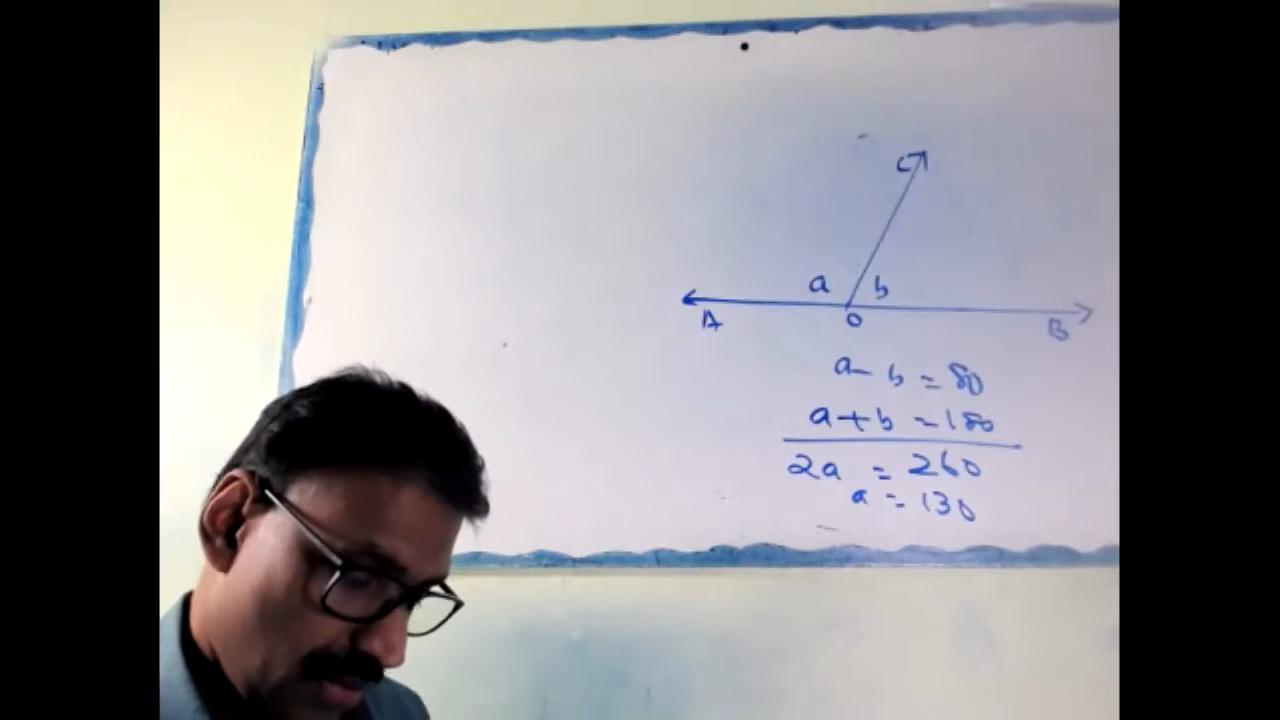 C
a b
A O B
a - b = 80
a + b = 180
2a = 260
a = 130